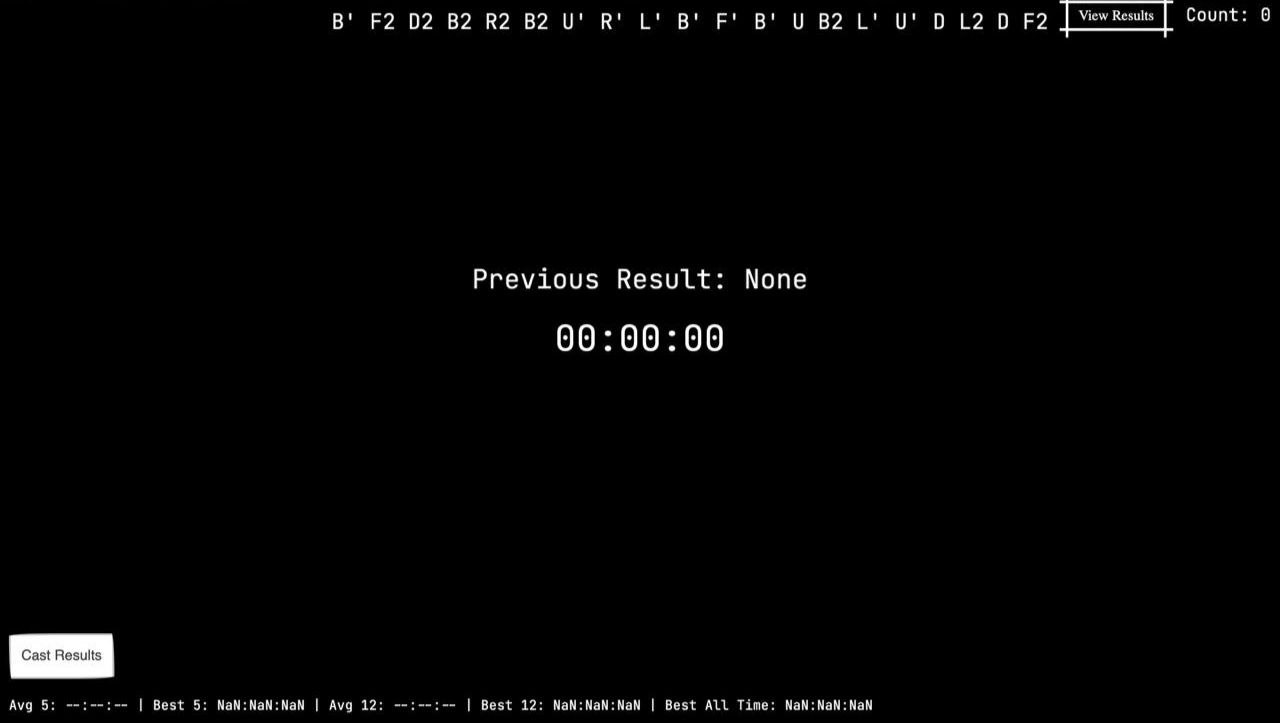 B' F2 D2 B2 R2 B2 U' R' L' B' F' B' U B2 L' U' D L2 D F2 View Results Count: 0
Previous Result: None
00:00:00
Cast Results
Avg 5: --:--:-- | Best 5: NaN:NaN:NaN | Avg 12: --:--:-- | Best 12: NaN:NaN:NaN | Best All Time: NaN:NaN:NaN